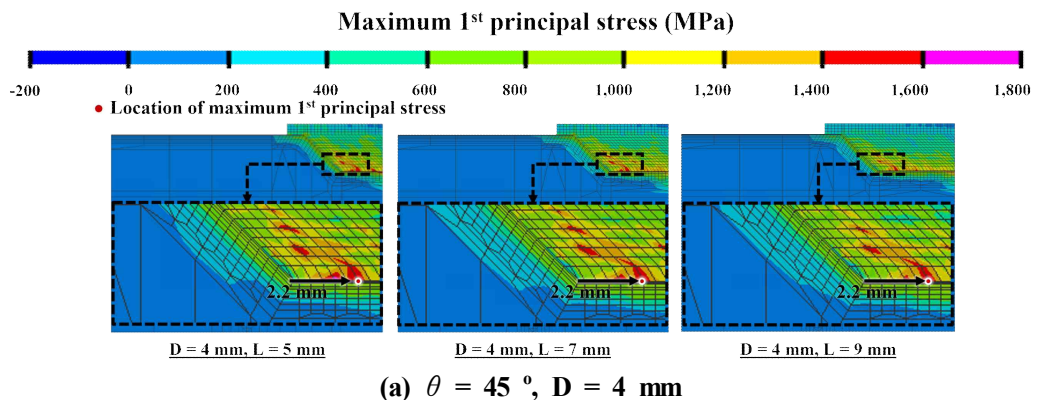 Maximum 1st principal stress (MPa)
-200 0 200 400 600 800 1,000 1,200 1,400 1,600 1,800
Location of maximum 1st principal stress
2.2 mm 2.2 mm 2.2 mm
D = 4 mm, L = 5 mm D = 4 mm, L = 7 mm D = 4 mm, L = 9 mm
(a) θ = 45 °, D = 4 mm